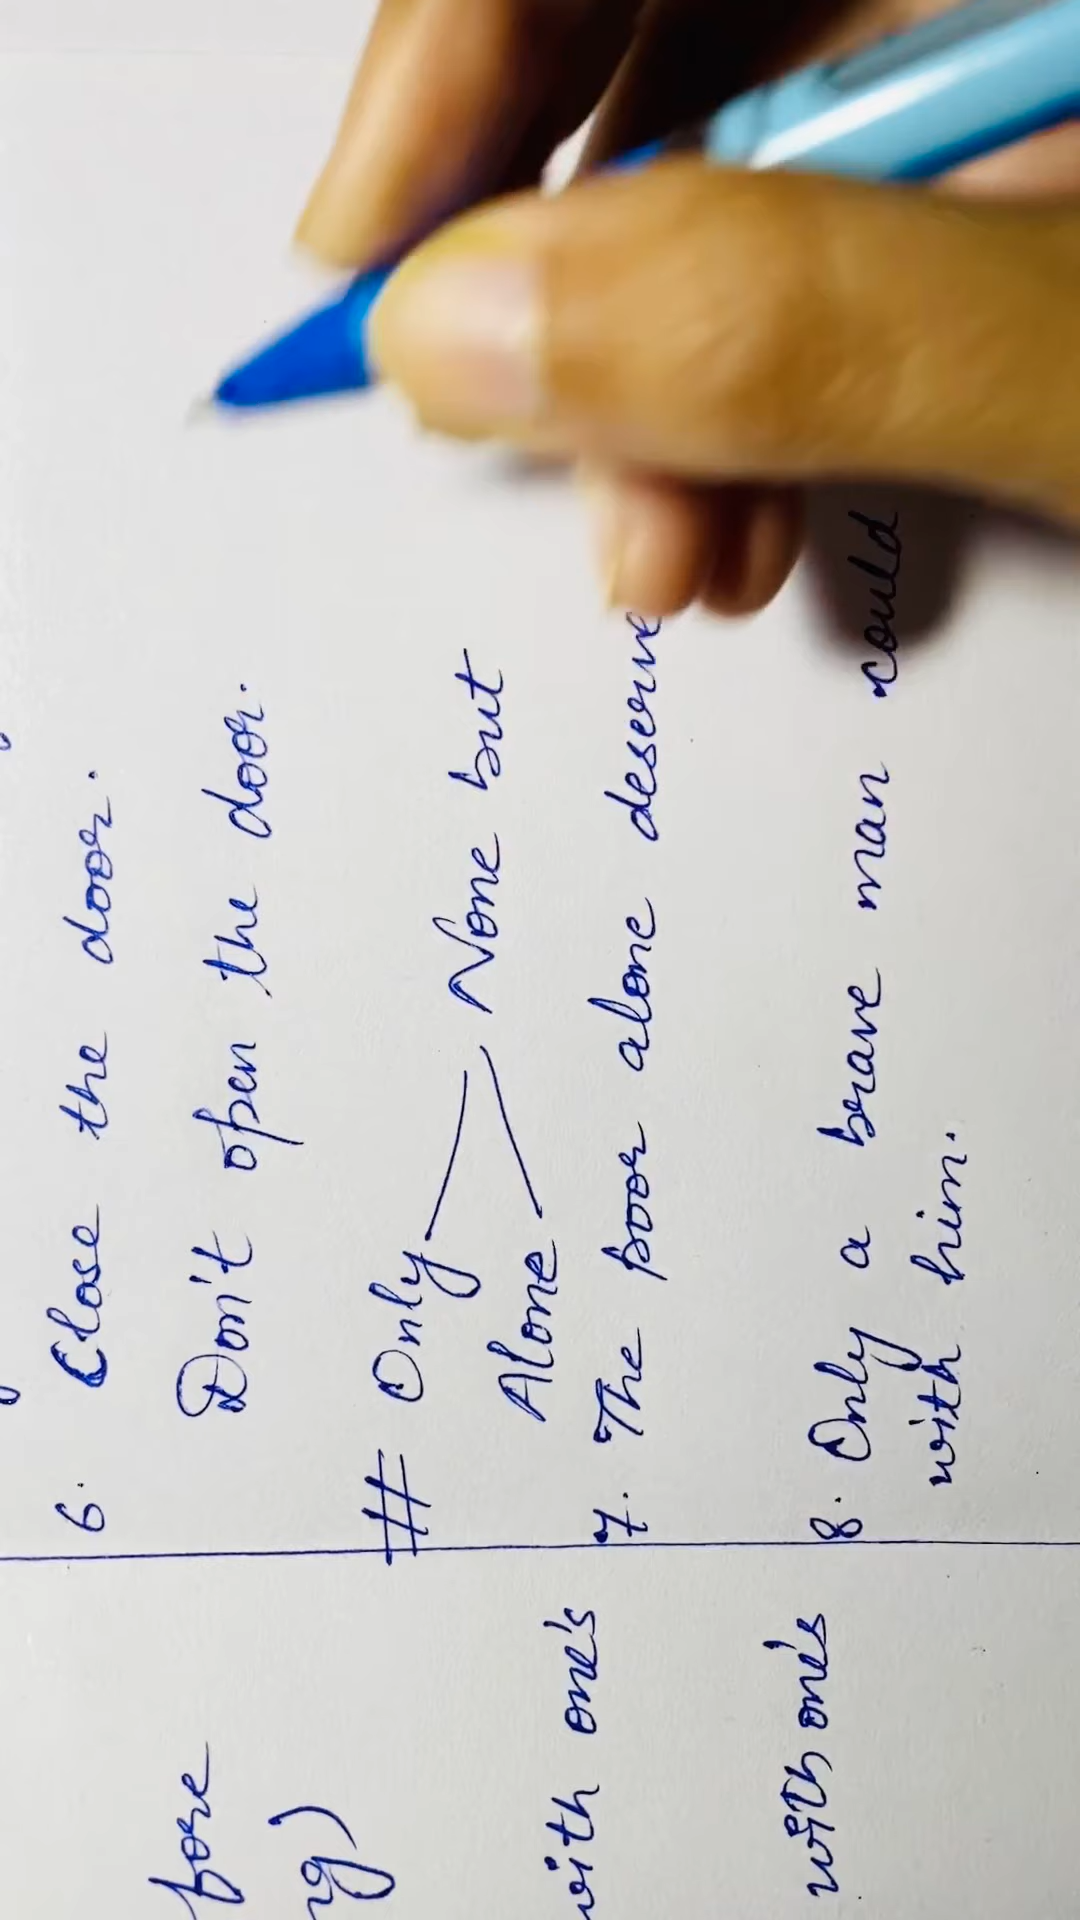 6. Close the door.
Don't open the door.
# Only
None but
Alone
7. The poor alone deserve
8. Only a brave man could
with him.
fore
ng)
with one's
with one's